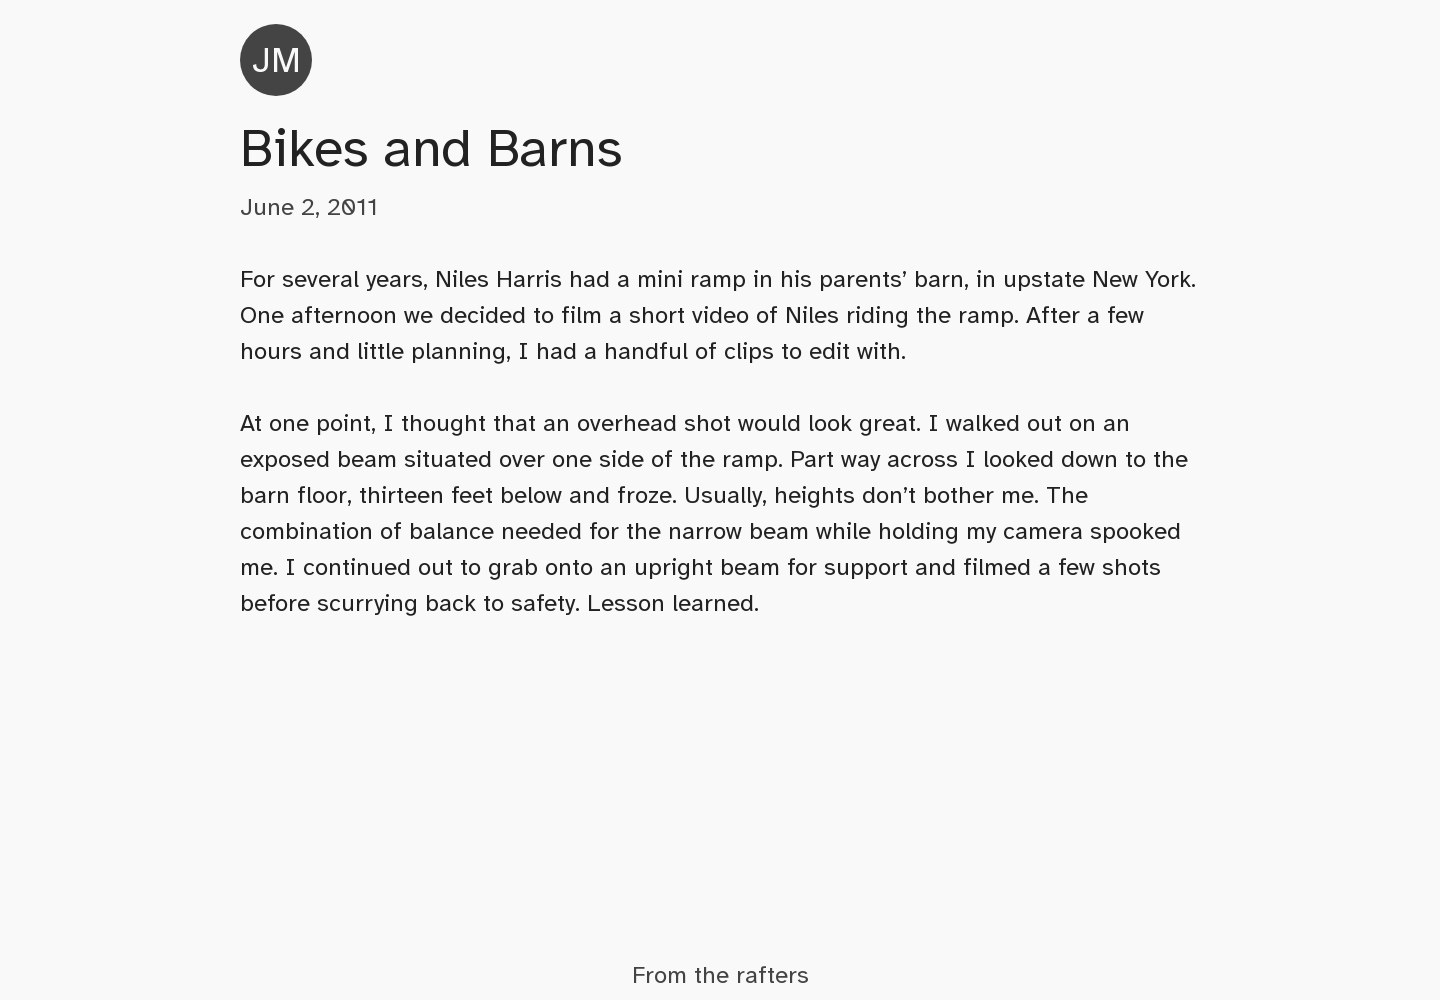 JM
Bikes and Barns
June 2, 2011
For several years, Niles Harris had a mini ramp in his parents’ barn, in upstate New York.
One afternoon we decided to film a short video of Niles riding the ramp. After a few
hours and little planning, I had a handful of clips to edit with.
At one point, I thought that an overhead shot would look great. I walked out on an
exposed beam situated over one side of the ramp. Part way across I looked down to the
barn floor, thirteen feet below and froze. Usually, heights don’t bother me. The
combination of balance needed for the narrow beam while holding my camera spooked
me. I continued out to grab onto an upright beam for support and filmed a few shots
before scurrying back to safety. Lesson learned.
From the rafters